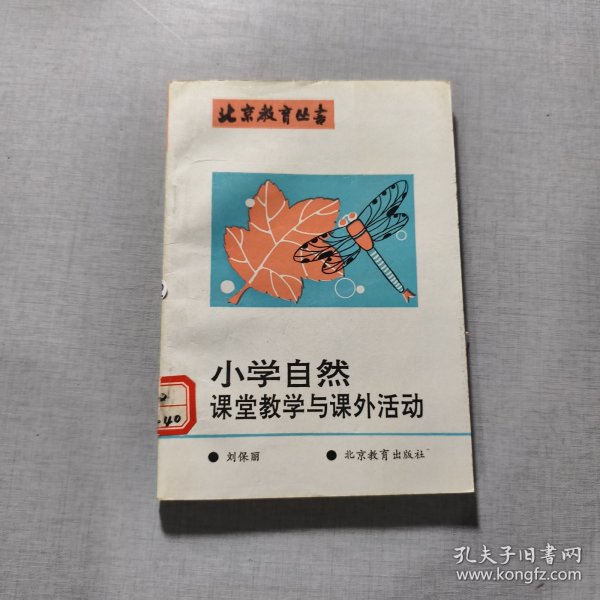 北京教育丛书
小学自然
课堂教学与课外活动
● 刘保丽
● 北京教育出版社
-40
孔夫子旧书网
www.kongfz.com